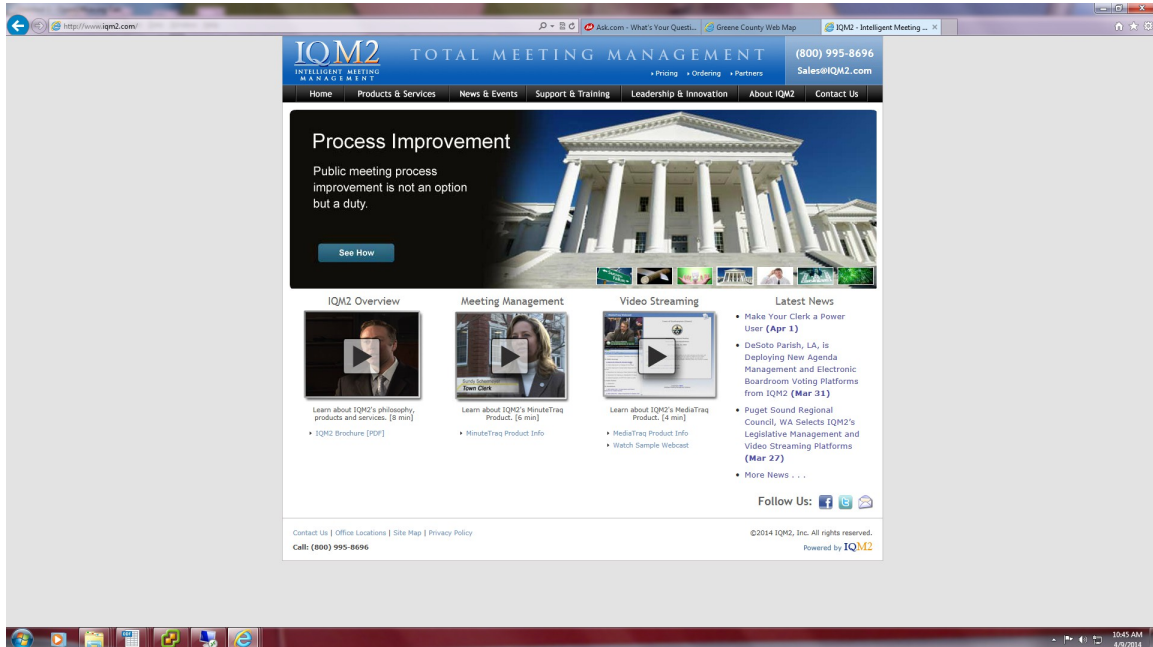 http://www.iqm2.com/
Ask.com - What's Your Questi...
Greene County Web Map
IQM2 - Intelligent Meeting ...
IQM2
INTELLIGENT MEETING
MANAGEMENT
TOTAL MEETING MANAGEMENT
Pricing Ordering Partners
(800) 995-8696
Sales@IQM2.com
Home Products & Services News & Events Support & Training Leadership & Innovation About IQM2 Contact Us
Process Improvement
Public meeting process
improvement is not an option
but a duty.
See How
IQM2 Overview
Learn about IQM2's philosophy,
products and services. [8 min]
IQM2 Brochure [PDF]
Meeting Management
Town Clerk
Learn about IQM2's MinuteTraq
Product. [6 min]
MinuteTraq Product Info
Video Streaming
Learn about IQM2's MediaTraq
Product. [4 min]
MediaTraq Product Info
Watch Sample Webcast
Latest News
Make Your Clerk a Power
User (Apr 1)
DeSoto Parish, LA, is
Deploying New Agenda
Management and Electronic
Boardroom Voting Platforms
from IQM2 (Mar 31)
Puget Sound Regional
Council, WA Selects IQM2's
Legislative Management and
Video Streaming Platforms
(Mar 27)
More News . . .
Follow Us:
Contact Us | Office Locations | Site Map | Privacy Policy
©2014 IQM2, Inc. All rights reserved.
Call: (800) 995-8696
Powered by IQM2
10:45 AM
4/9/2014